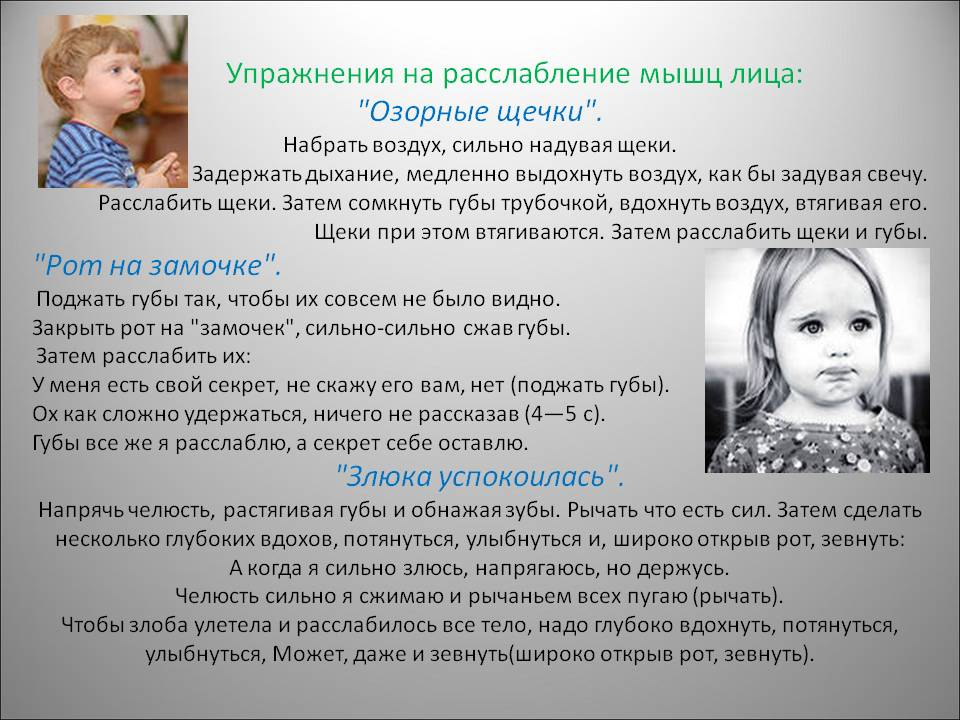 Упражнения на расслабление мышц лица:
"Озорные щечки".
Набрать воздух, сильно надувая щеки.
Задержать дыхание, медленно выдохнуть воздух, как бы задувая свечу.
Расслабить щеки. Затем сомкнуть губы трубочкой, вдохнуть воздух, втягивая его.
Щеки при этом втягиваются. Затем расслабить щеки и губы.
"Рот на замочке".
Поджать губы так, чтобы их совсем не было видно.
Закрыть рот на "замочек", сильно-сильно сжав губы.
Затем расслабить их:
У меня есть свой секрет, не скажу его вам, нет (поджать губы).
Ох как сложно удержаться, ничего не рассказав (4—5 с).
Губы все же я расслаблю, а секрет себе оставлю.
"Злюка успокоилась".
Напрячь челюсть, растягивая губы и обнажая зубы. Рычать что есть сил. Затем сделать
несколько глубоких вдохов, потянуться, улыбнуться и, широко открыв рот, зевнуть:
А когда я сильно злюсь, напрягаюсь, но держусь.
Челюсть сильно я сжимаю и рычаньем всех пугаю (рычать).
Чтобы злоба улетела и расслабилось все тело, надо глубоко вдохнуть, потянуться,
улыбнуться, Может, даже и зевнуть(широко открыв рот, зевнуть).